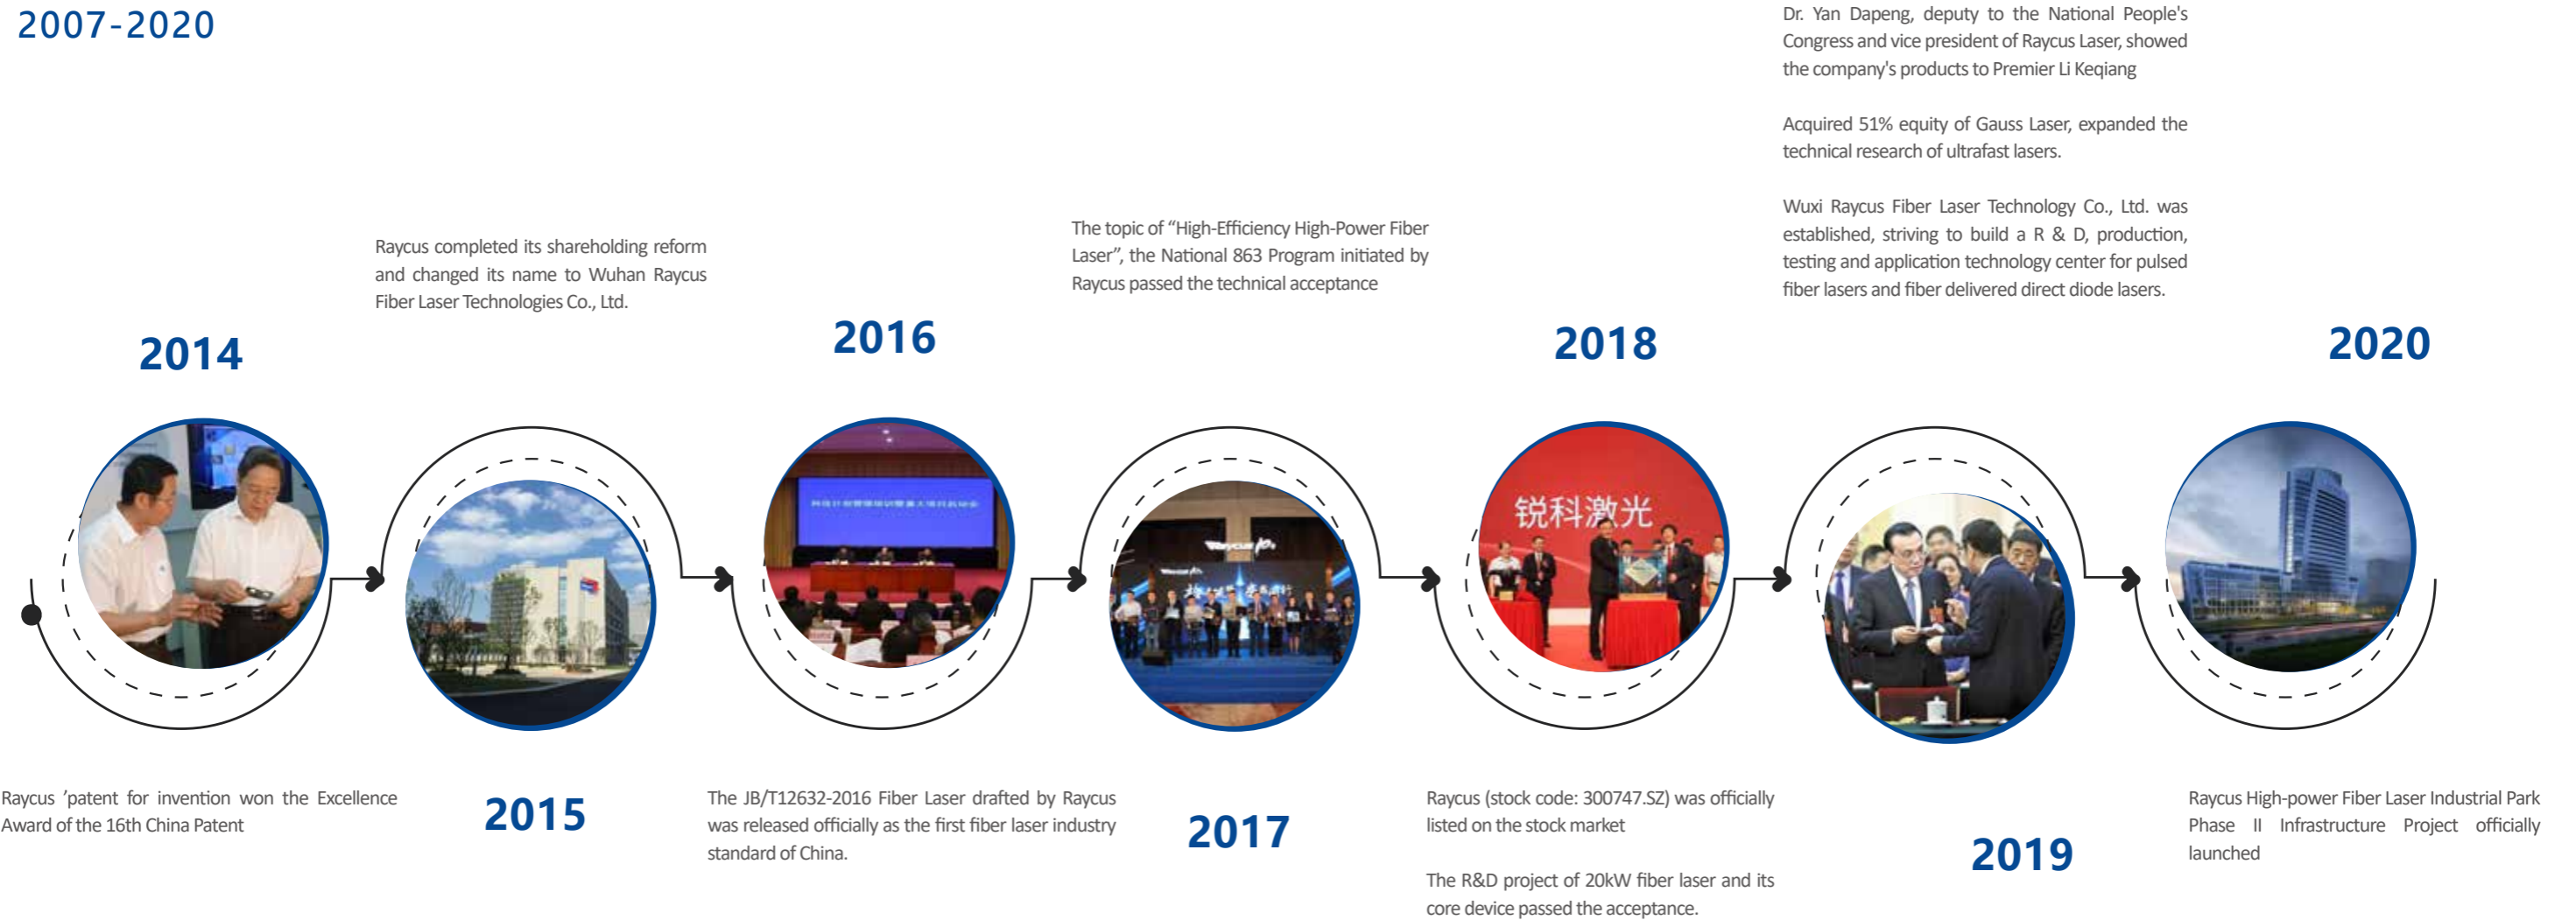 2007-2020
2014
Raycus 'patent for invention won the Excellence
Award of the 16th China Patent
Raycus completed its shareholding reform
and changed its name to Wuhan Raycus
Fiber Laser Technologies Co., Ltd.
2015
2016
The JB/T12632-2016 Fiber Laser drafted by Raycus
was released officially as the first fiber laser industry
standard of China.
The topic of “High-Efficiency High-Power Fiber
Laser”, the National 863 Program initiated by
Raycus passed the technical acceptance
2017
2018
锐科激光
Raycus (stock code: 300747.SZ) was officially
listed on the stock market
The R&D project of 20kW fiber laser and its
core device passed the acceptance.
Dr. Yan Dapeng, deputy to the National People's
Congress and vice president of Raycus Laser, showed
the company's products to Premier Li Keqiang
Acquired 51% equity of Gauss Laser, expanded the
technical research of ultrafast lasers.
Wuxi Raycus Fiber Laser Technology Co., Ltd. was
established, striving to build a R & D, production,
testing and application technology center for pulsed
fiber lasers and fiber delivered direct diode lasers.
2019
2020
Raycus High-power Fiber Laser Industrial Park
Phase II Infrastructure Project officially
launched